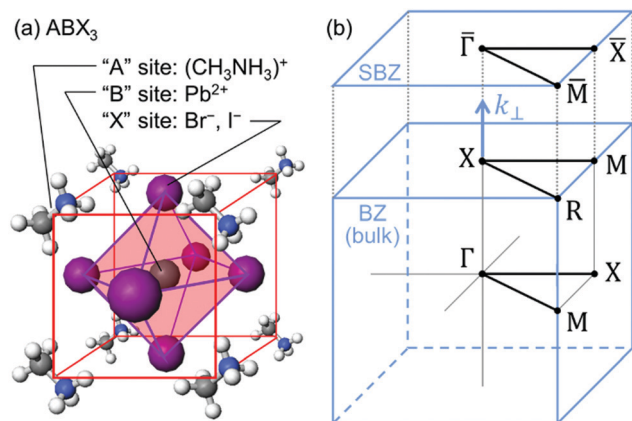 (a) ABX₃
"A" site: (CH₃NH₃)⁺
"B" site: Pb²⁺
"X" site: Br⁻, I⁻
(b)
Γ̅
X̅
SBZ
M̅
k⊥
X
M
BZ
(bulk)
R
Γ
X
M